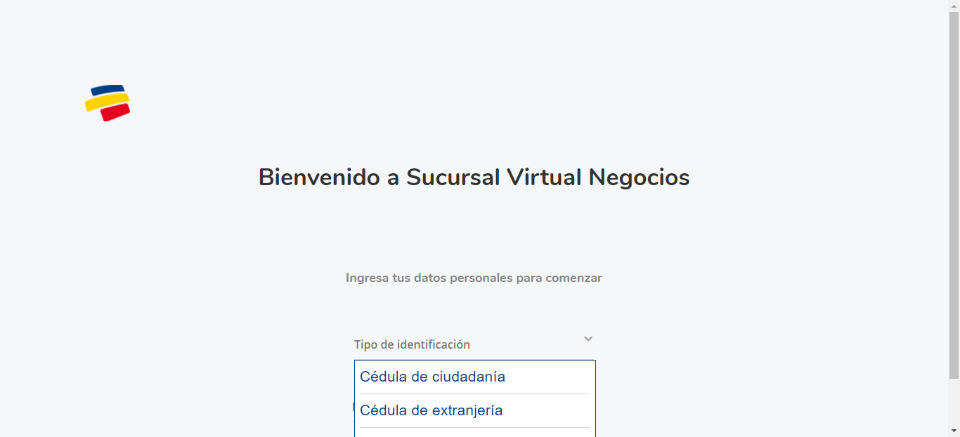 Bienvenido a Sucursal Virtual Negocios
Ingresa tus datos personales para comenzar
Tipo de identificación
Cédula de ciudadanía
Cédula de extranjería